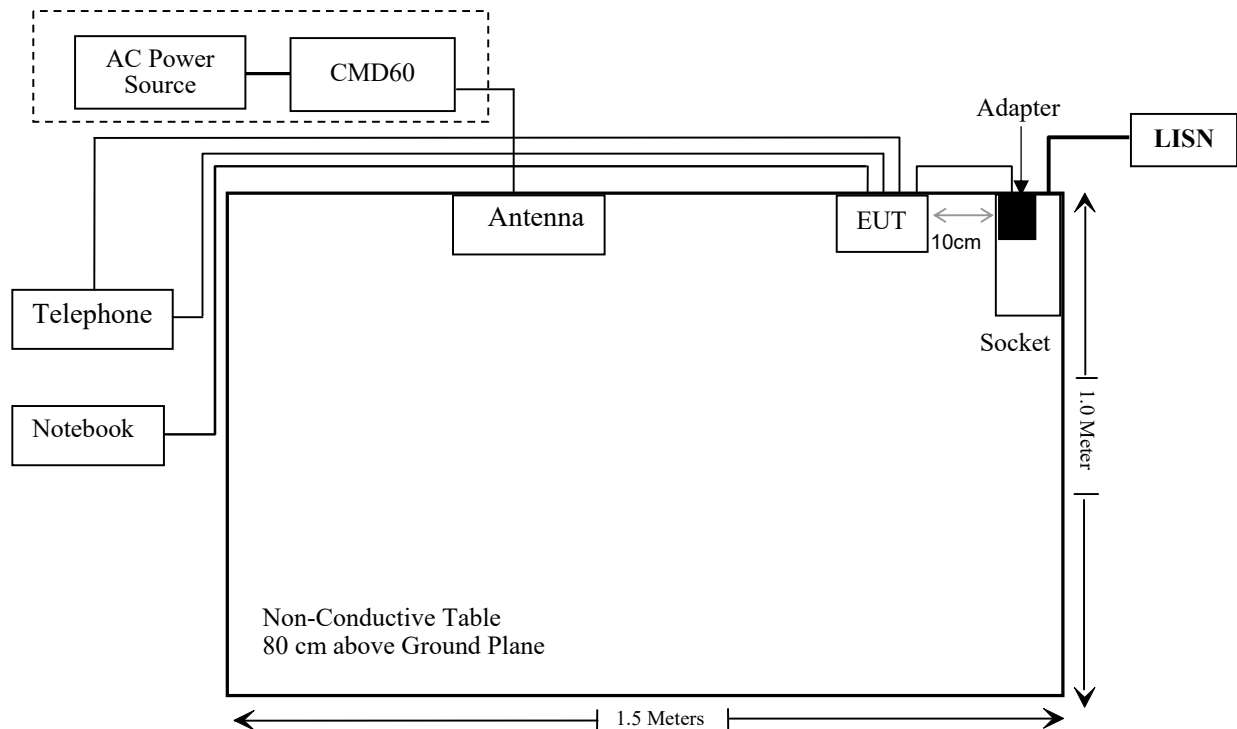 AC Power
Source
CMD60
Adapter
LISN
Antenna
EUT
10cm
Telephone
Socket
Notebook
1.0 Meter
Non-Conductive Table
80 cm above Ground Plane
1.5 Meters